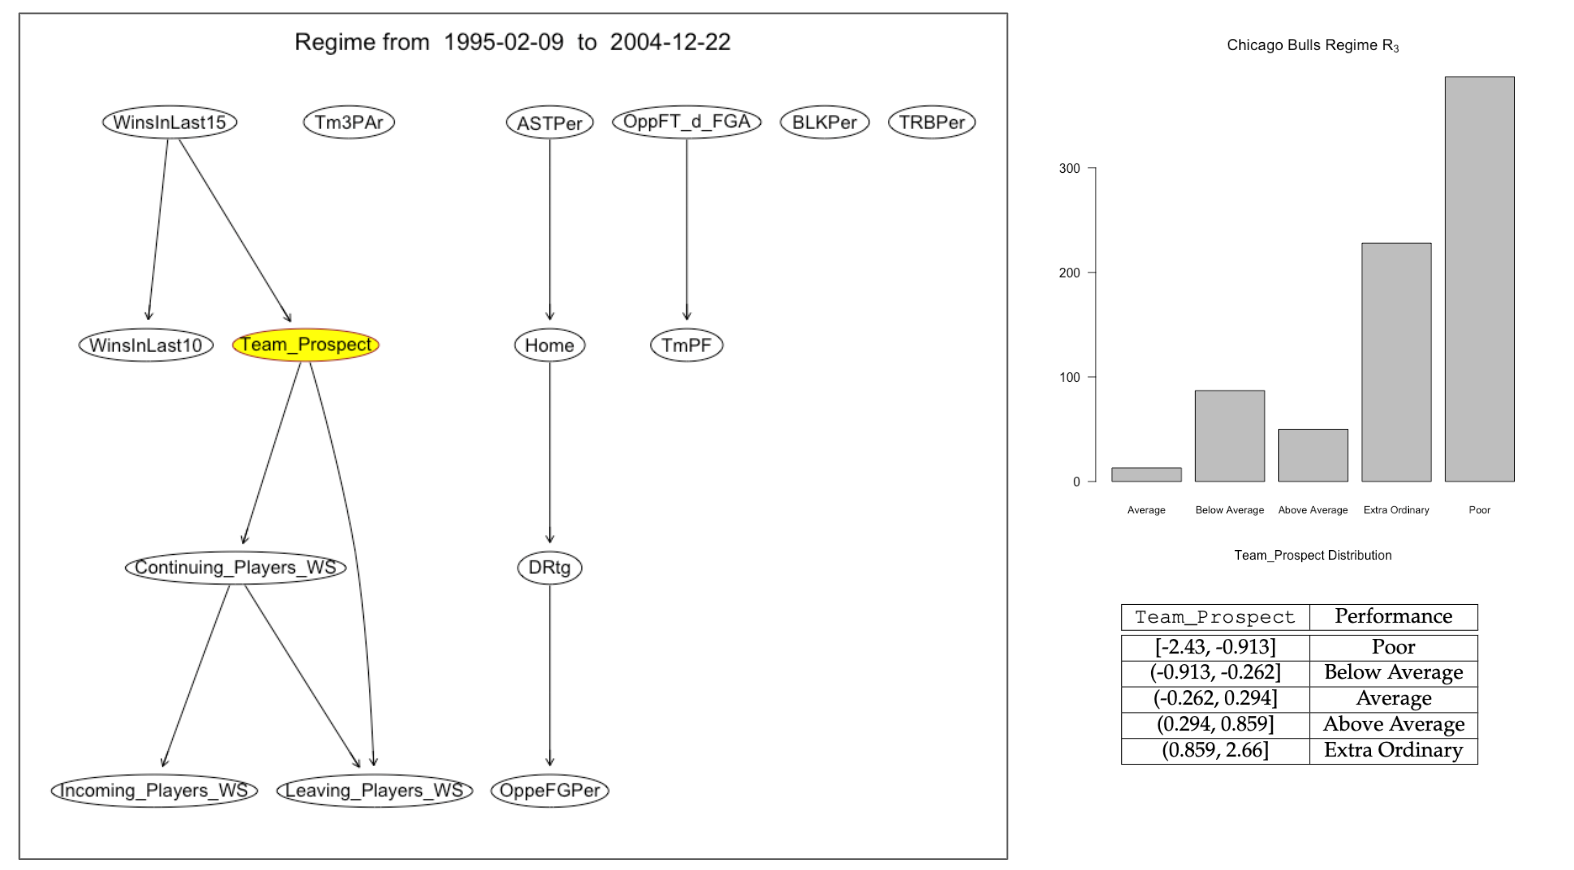 Regime from 1995-02-09 to 2004-12-22
WinsInLast15
Tm3PAr
ASTPer
OppFT_d_FGA
BLKPer
TRBPer
WinsInLast10
Team_Prospect
Home
TmPF
Continuing_Players_WS
DRtg
Incoming_Players_WS
Leaving_Players_WS
OppeFGPer
Chicago Bulls Regime R3
300
200
100
0
Average Below Average Above Average Extra Ordinary Poor
Team_Prospect Distribution
Team_Prospect Performance
[-2.43, -0.913] Poor
(-0.913, -0.262] Below Average
(-0.262, 0.294] Average
(0.294, 0.859] Above Average
(0.859, 2.66] Extra Ordinary